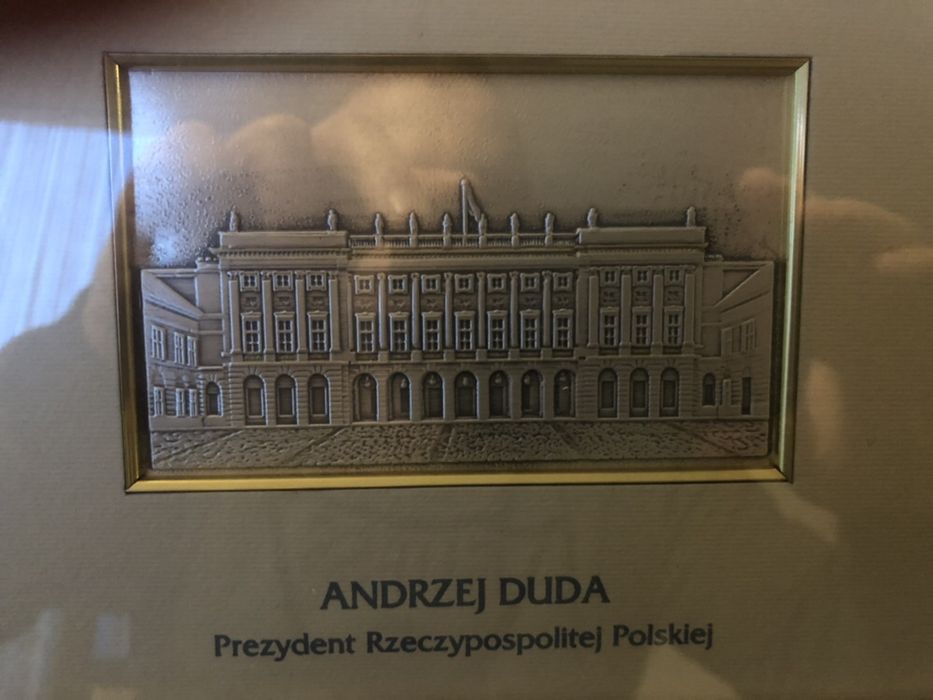 ANDRZEJ DUDA
Prezydent Rzeczypospolitej Polskiej